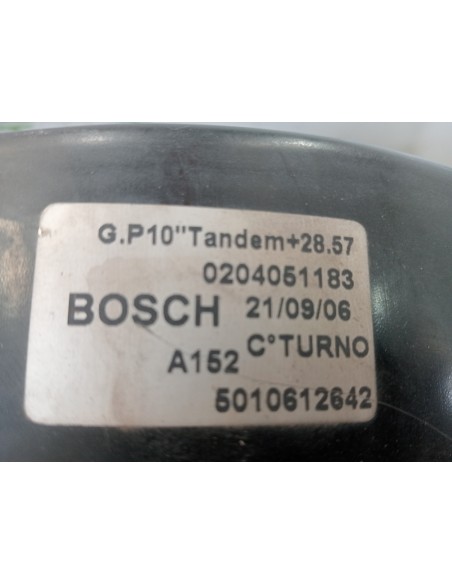 G.P10"Tandem+28.57
0204051183
BOSCH 21/09/06
A152 C°TURNO
5010612642